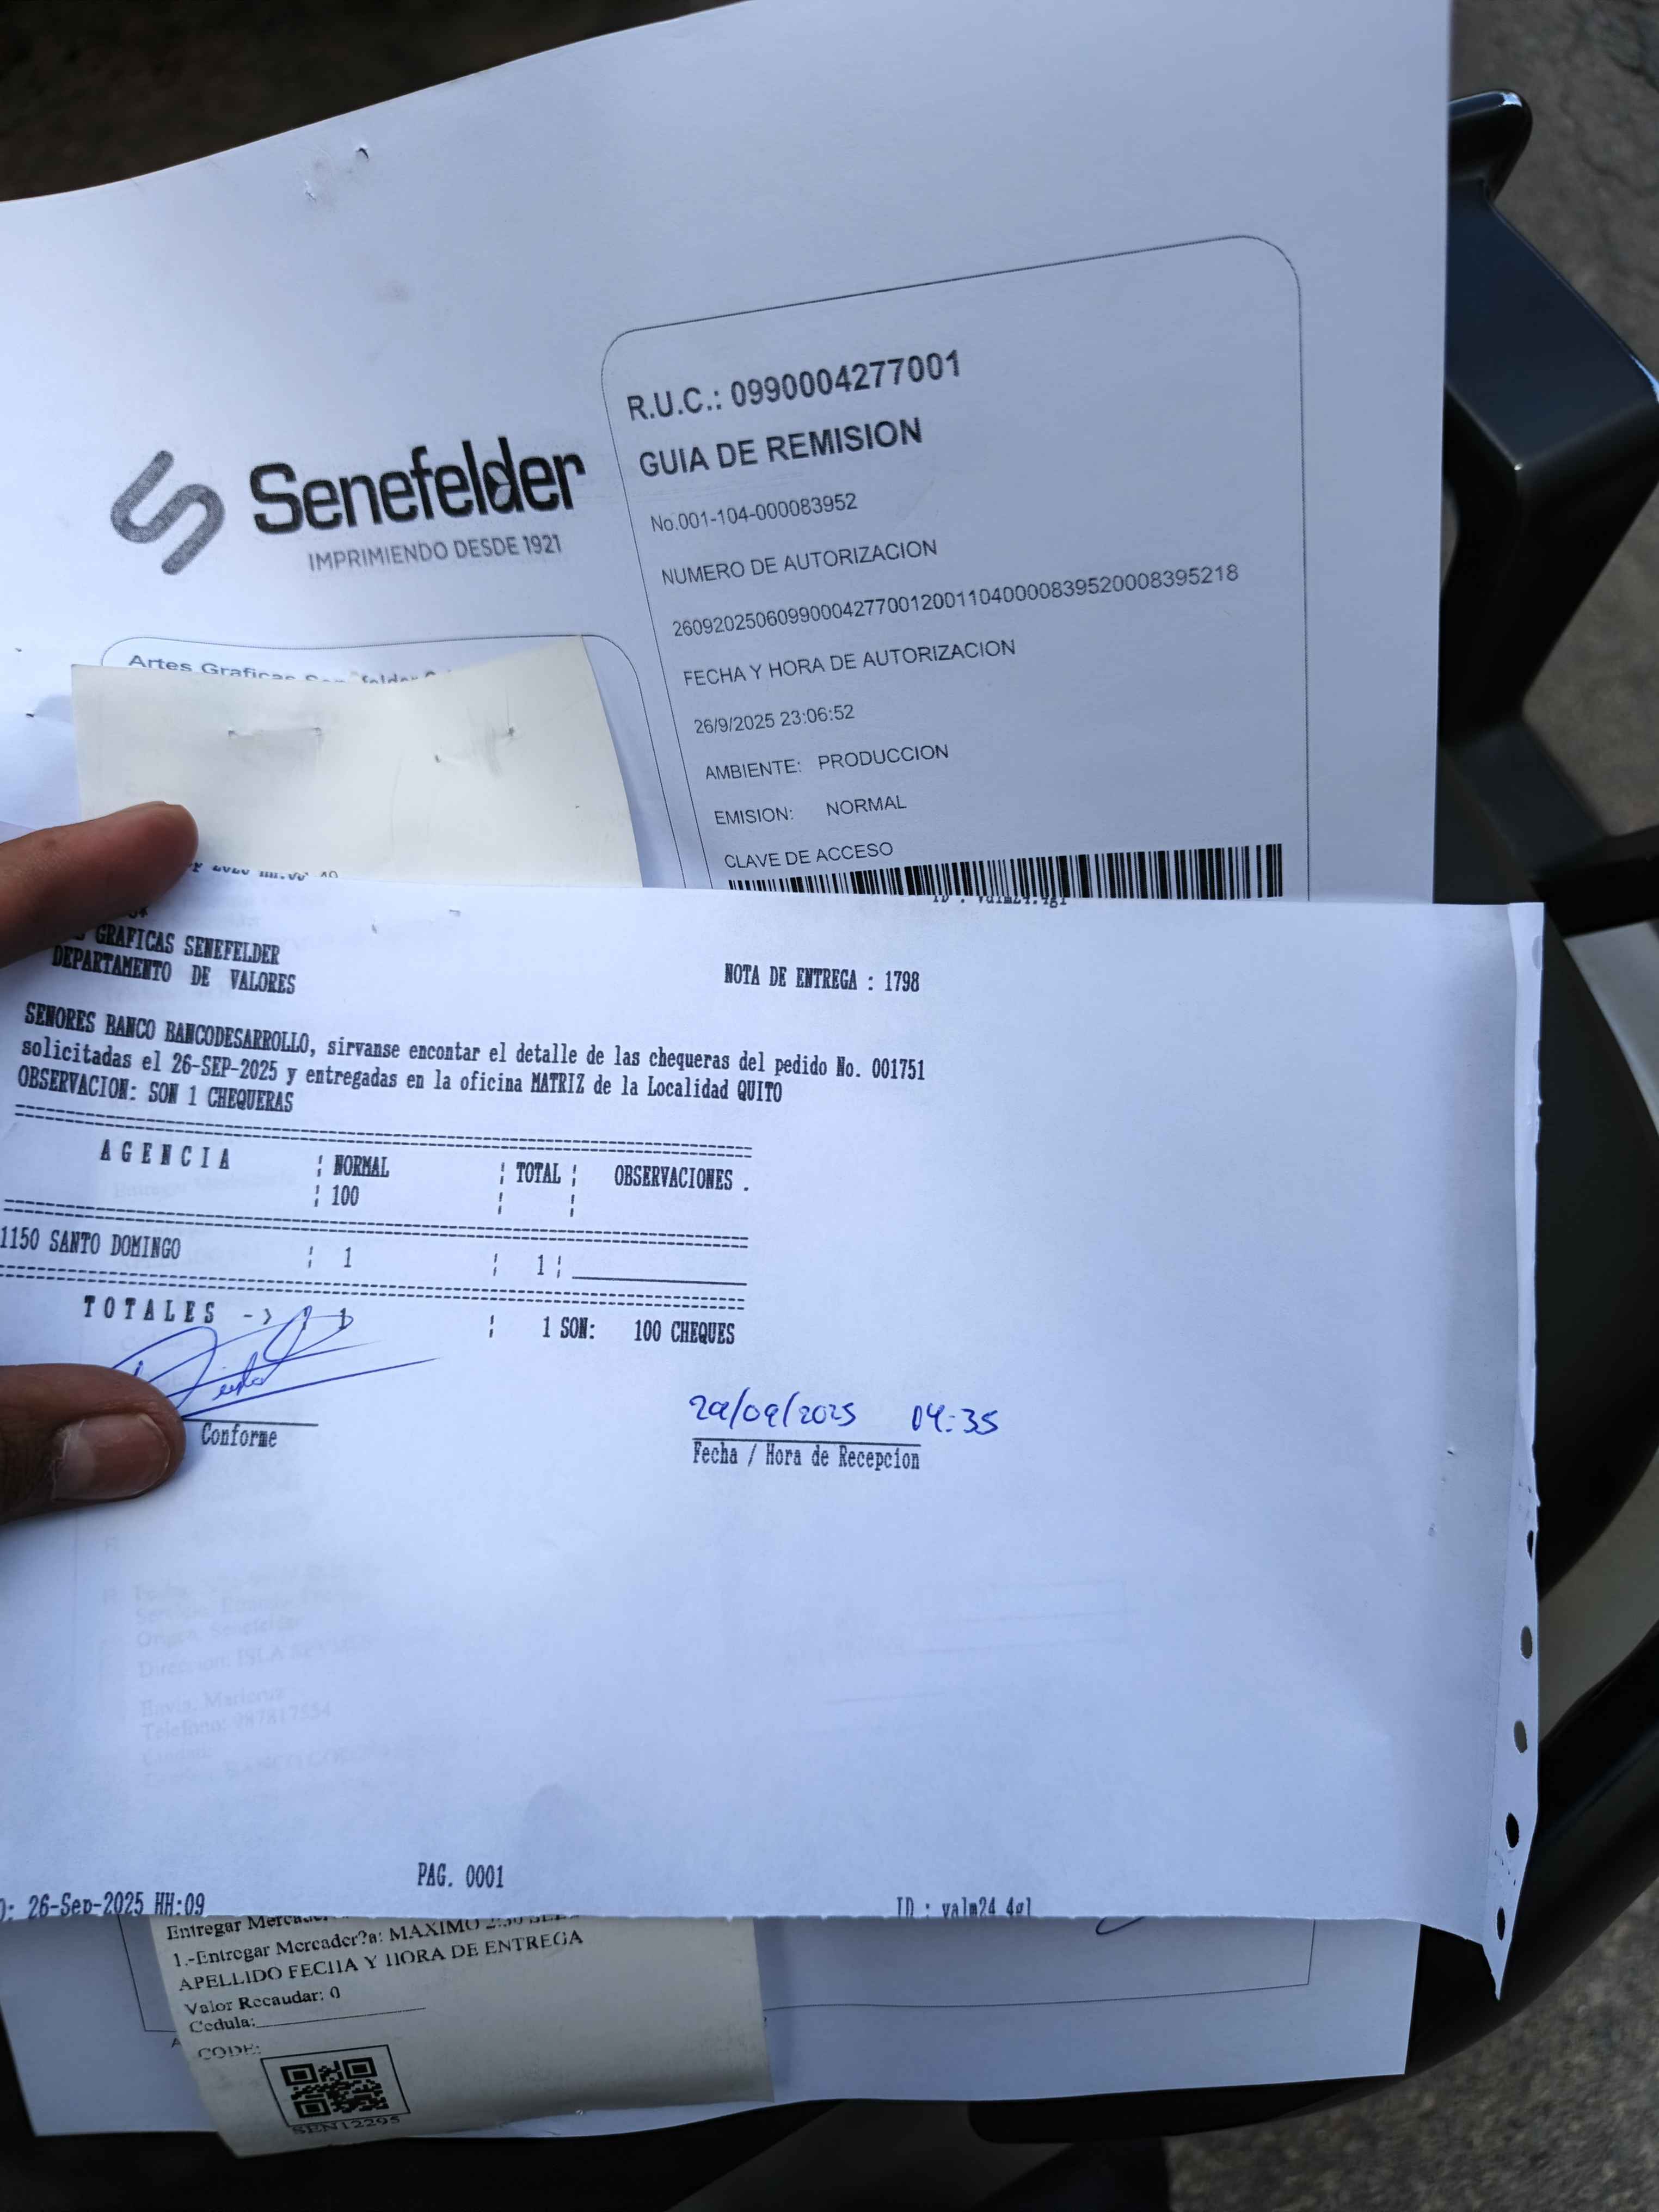 R.U.C.: 0990004277001
GUIA DE REMISION
No.001-104-000083952
NUMERO DE AUTORIZACION
2609202506099000427700120011040000839520008395218
FECHA Y HORA DE AUTORIZACION
26/9/2025 23:06:52
AMBIENTE: PRODUCCION
EMISION: NORMAL
CLAVE DE ACCESO
Senefelder
IMPRIMIENDO DESDE 1921
Artes Graficas
GRAFICAS SENEFELDER
DEPARTAMENTO DE VALORES
NOTA DE ENTREGA : 1798
SENORES BANCO BANCODESARROLLO, sirvanse encontar el detalle de las chequeras del pedido No. 001751
solicitadas el 26-SEP-2025 y entregadas en la oficina MATRIZ de la Localidad QUITO
OBSERVACION: SON 1 CHEQUERAS
A G E N C I A ¦ NORMAL ¦ TOTAL ¦ OBSERVACIONES .
¦ 100 ¦ ¦
1150 SANTO DOMINGO ¦ 1 ¦ 1 ¦
T O T A L E S -> ¦ 1 ¦ 1 SON: 100 CHEQUES
29/09/2025 04:35
Conforme
Fecha / Hora de Recepcion
Envia: Maricruz
PAG. 0001
: 26-Sep-2025 HH:09
ID : valm24.4gl
Entregar
1.-Entregar Mercader?a: MAXIMO
APELLIDO FECHA Y HORA DE ENTREGA
Valor Recaudar: 0
Cedula:
CODE:
SEN12295